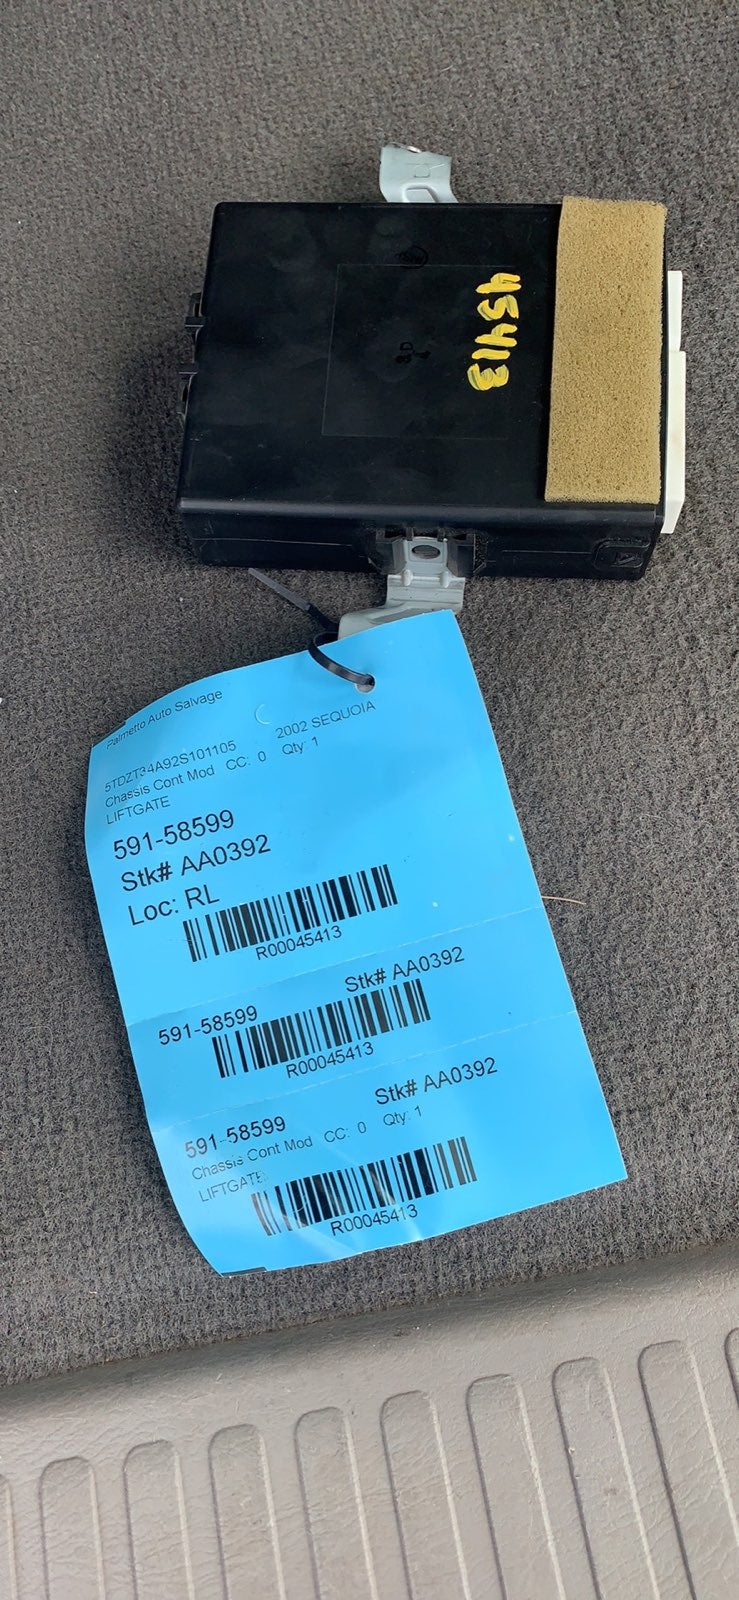 45413
Palmetto Auto Salvage
5TDZT34A92S101105 2002 SEQUOIA
Chassis Cont Mod CC: 0 Qty: 1
LIFTGATE
591-58599
Stk# AA0392
Loc: RL
R00045413
591-58599 Stk# AA0392
R00045413
591-58599 Stk# AA0392
Chassis Cont Mod CC: 0 Qty: 1
LIFTGATE
R00045413